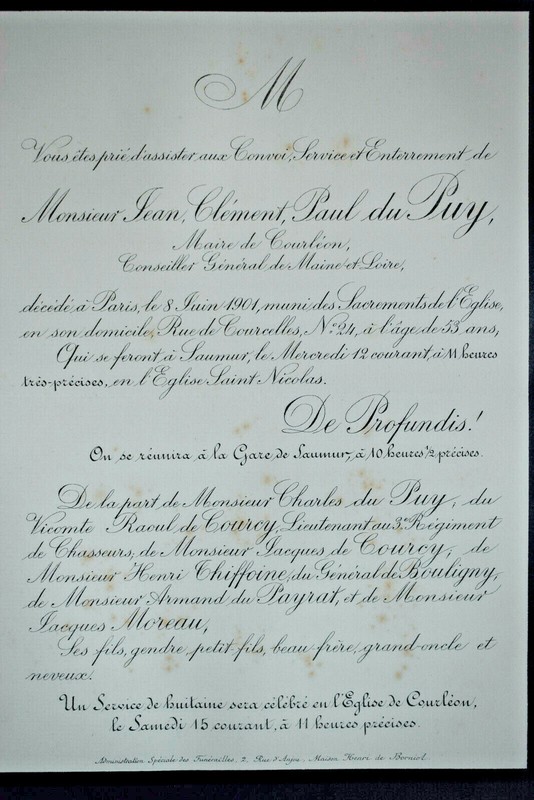 M
Vous êtes prié d'assister aux Convoi, Service et Enterrement de
Monsieur Jean, Clément, Paul du Puy,
Maire de Courléon,
Conseiller Général de Maine et Loire,
décédé à Paris, le 8 Juin 1901, muni des Sacrements de l'Eglise,
en son domicile, Rue de Courcelles, N.º 24, à l'âge de 53 ans,
Qui se feront à Saumur, le Mercredi 12 courant, à 11 heures
très-précises, en l'Eglise Saint Nicolas.
De Profundis!
On se réunira à la Gare de Saumur, à 10 heures ½ précises.
De la part de Monsieur Charles du Puy, du
Vicomte Raoul de Courcy, Lieutenant au 3e Régiment
de Chasseurs, de Monsieur Jacques de Courcy, de
Monsieur Henri Chiffoine, du Général de Boutigny,
de Monsieur Armand du Payrat, et de Monsieur
Jacques Moreau,
Ses fils, gendre, petit-fils, beau frère, grand-oncle et
neveux.
Un Service de huitaine sera célébré en l'Eglise de Courléon,
le Samedi 15 courant, à 11 heures précises.
Administration Spéciale des Funérailles, 2, Rue d'Anjou, Maison Henri de Borniol.